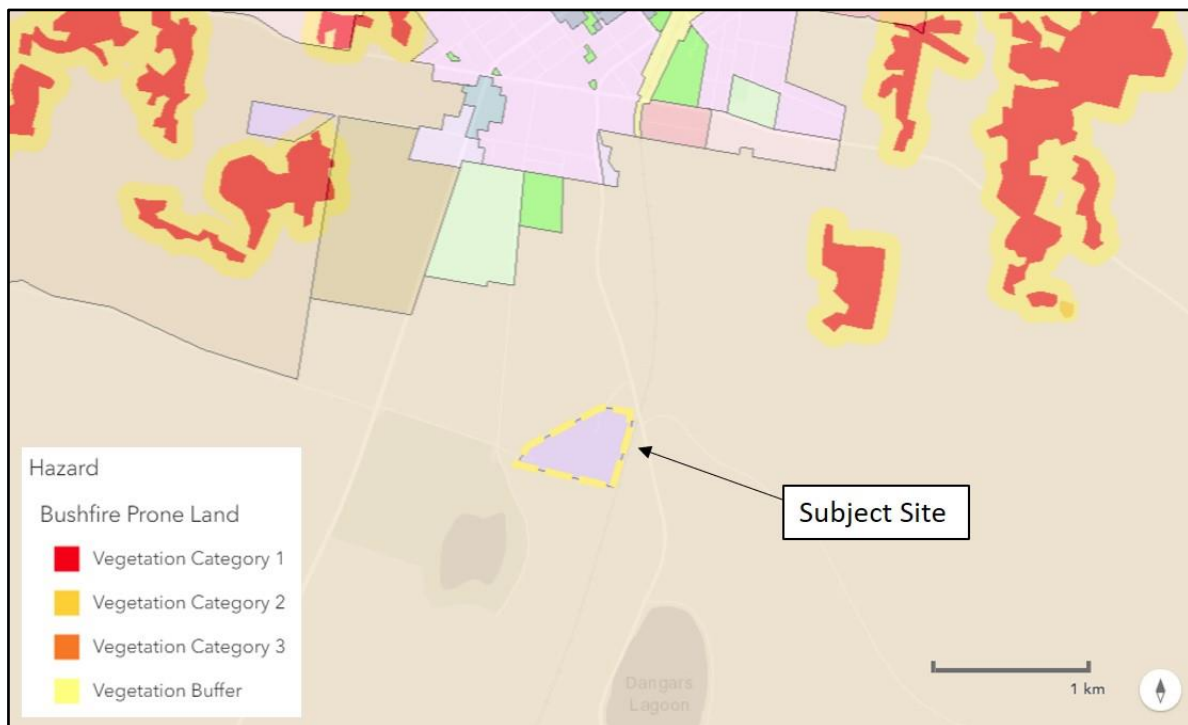 Subject Site
Hazard
Bushfire Prone Land
Vegetation Category 1
Vegetation Category 2
Vegetation Category 3
Vegetation Buffer
Dangars
Lagoon
1 km